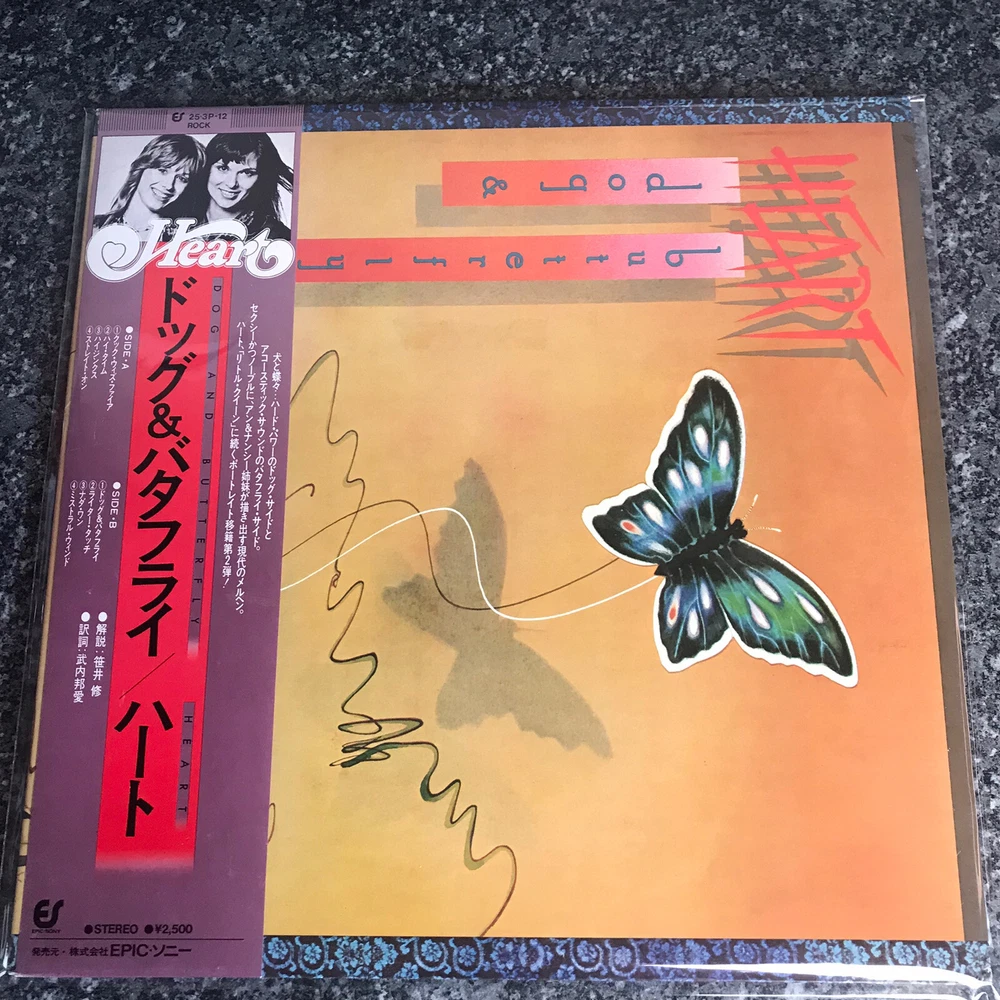 ES 25·3P-12
ROCK
Heart
ドッグ&バタフライ/ハート
DOG AND BUTTERFLY HEART
犬と蝶…ハード・パワーのドッグ・サイドと
アコースティック・サウンドのバタフライ・サイド。
セクシーかつノーブルに、アン&ナンシー姉妹が描き出す現代のメルヘン。
ハート、「リトル・クイーン」に続くポートレイト移籍第2弾!
●SIDE・A
①クック・ウィズ・ファイア
②ハイ・タイム
③ハイ・ジンクス
④ストレイト・オン
●SIDE・B
①ドッグ&バタフライ
②ライター・タッチ
③ナダ・ワン
④ミストラル・ウィンド
●解説:笹井 修
●訳詞:武内邦愛
ES
EPIC/SONY
●STEREO ●¥2,500
発売元・株式会社EPIC・ソニー
HEART
dog &
butterfly